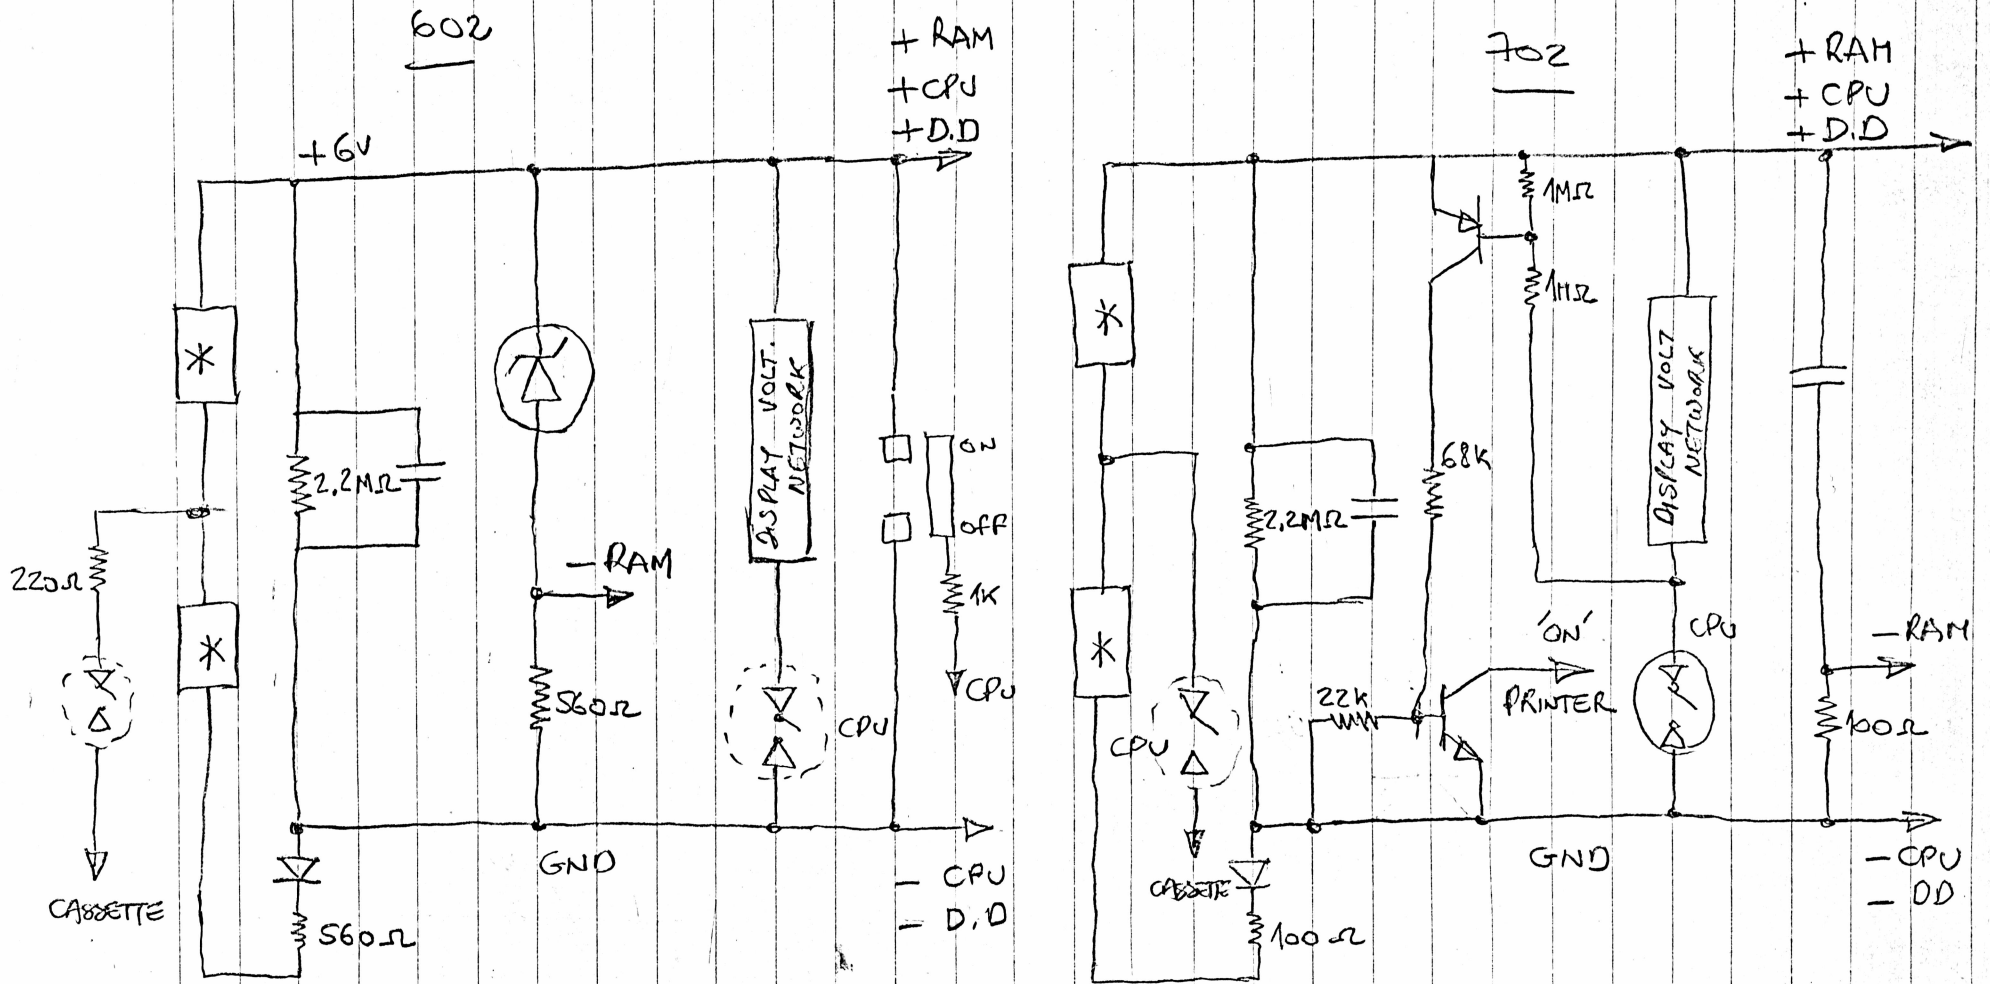 602
+ RAM
+ CPU
+ D.D
+6V
*
2.2MΩ
220Ω
*
CASSETTE
560Ω
- RAM
560Ω
GND
DISPLAY VOLT.
NETWORK
CPU
ON
OFF
1K
CPU
- CPU
- D.D
702
+ RAM
+ CPU
+ D.D
*
*
CPU
CASSETTE
2.2MΩ
100Ω
68K
22K
1MΩ
1MΩ
'ON'
PRINTER
DISPLAY VOLT
NETWORK
CPU
- RAM
100Ω
GND
- CPU
- DD